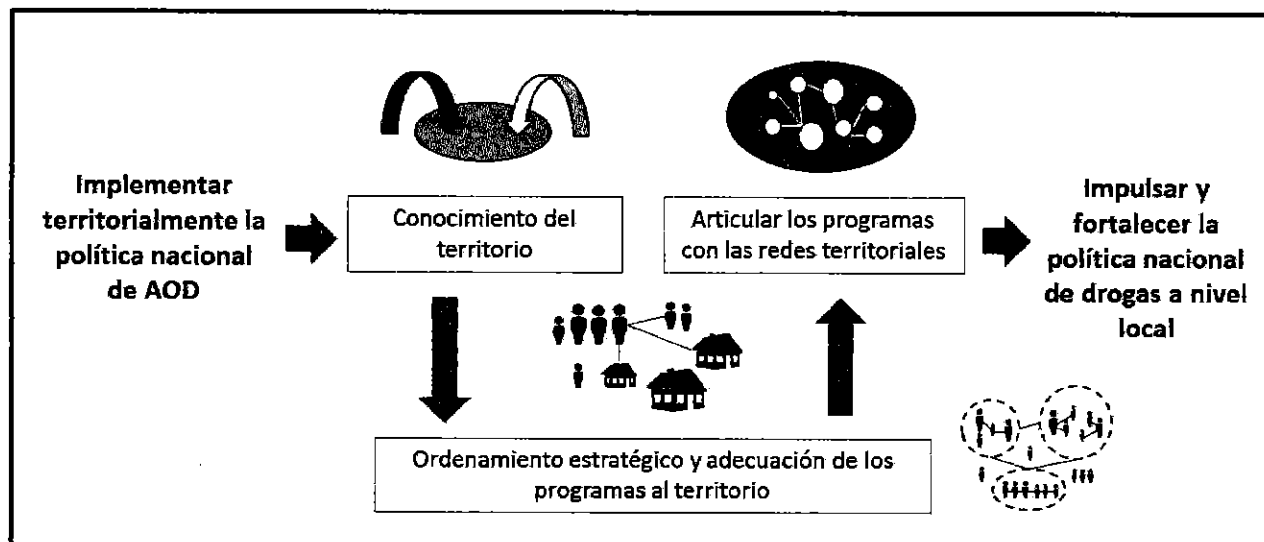 Implementar
territorialmente la
política nacional
de AOD
Conocimiento del
territorio
Ordenamiento estratégico y adecuación de los
programas al territorio
Articular los programas
con las redes territoriales
Impulsar y
fortalecer la
política nacional
de drogas a nivel
local